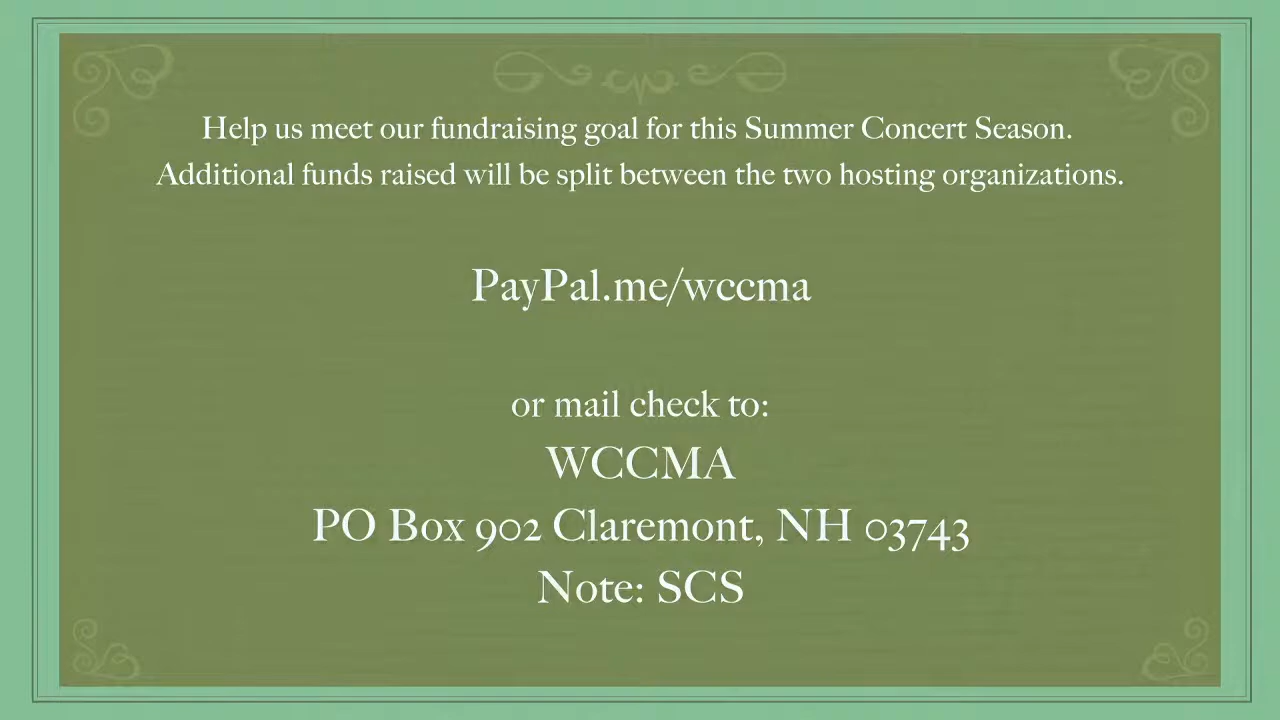 Help us meet our fundraising goal for this Summer Concert Season.
Additional funds raised will be split between the two hosting organizations.
PayPal.me/wccma
or mail check to:
WCCMA
PO Box 902 Claremont, NH 03743
Note: SCS